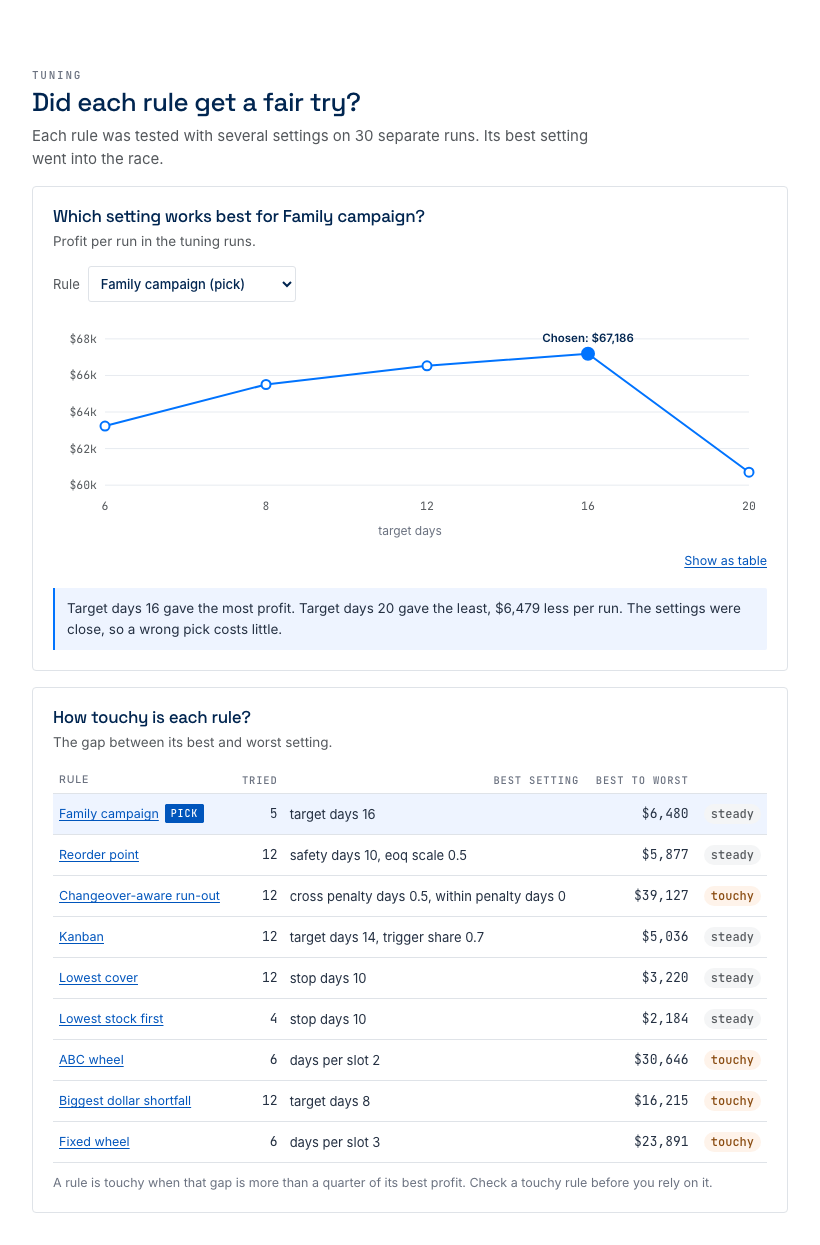 TUNING
Did each rule get a fair try?
Each rule was tested with several settings on 30 separate runs. Its best setting
went into the race.
Which setting works best for Family campaign?
Profit per run in the tuning runs.
Rule Family campaign (pick)
Chosen: $67,186
$68k
$66k
$64k
$62k
$60k
6 8 12 16 20
target days
Show as table
Target days 16 gave the most profit. Target days 20 gave the least, $6,479 less per run. The settings were
close, so a wrong pick costs little.
How touchy is each rule?
The gap between its best and worst setting.
RULE TRIED BEST SETTING BEST TO WORST
Family campaign PICK 5 target days 16 $6,480 steady
Reorder point 12 safety days 10, eoq scale 0.5 $5,877 steady
Changeover-aware run-out 12 cross penalty days 0.5, within penalty days 0 $39,127 touchy
Kanban 12 target days 14, trigger share 0.7 $5,036 steady
Lowest cover 12 stop days 10 $3,220 steady
Lowest stock first 4 stop days 10 $2,184 steady
ABC wheel 6 days per slot 2 $30,646 touchy
Biggest dollar shortfall 12 target days 8 $16,215 touchy
Fixed wheel 6 days per slot 3 $23,891 touchy
A rule is touchy when that gap is more than a quarter of its best profit. Check a touchy rule before you rely on it.